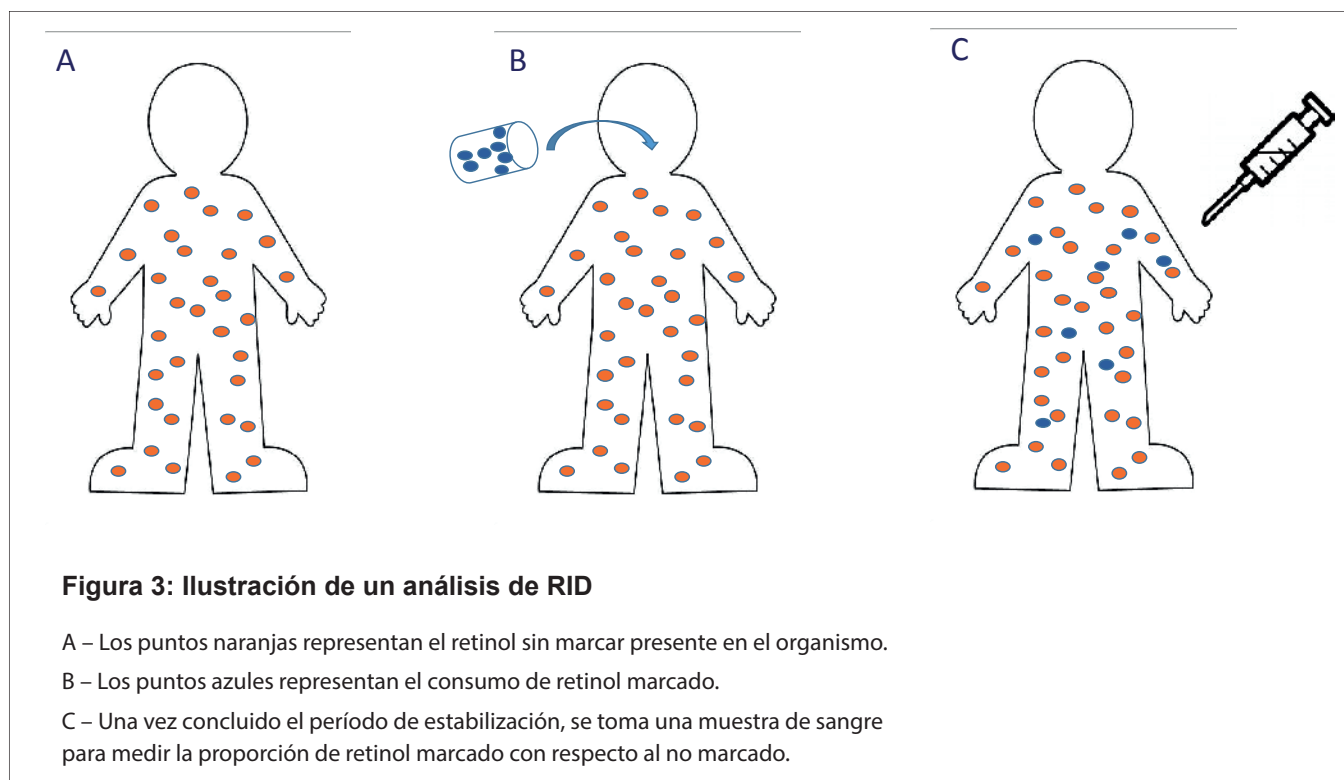 A
B
C
Figura 3: Ilustración de un análisis de RID
A – Los puntos naranjas representan el retinol sin marcar presente en el organismo.
B – Los puntos azules representan el consumo de retinol marcado.
C – Una vez concluido el período de estabilización, se toma una muestra de sangre
para medir la proporción de retinol marcado con respecto al no marcado.